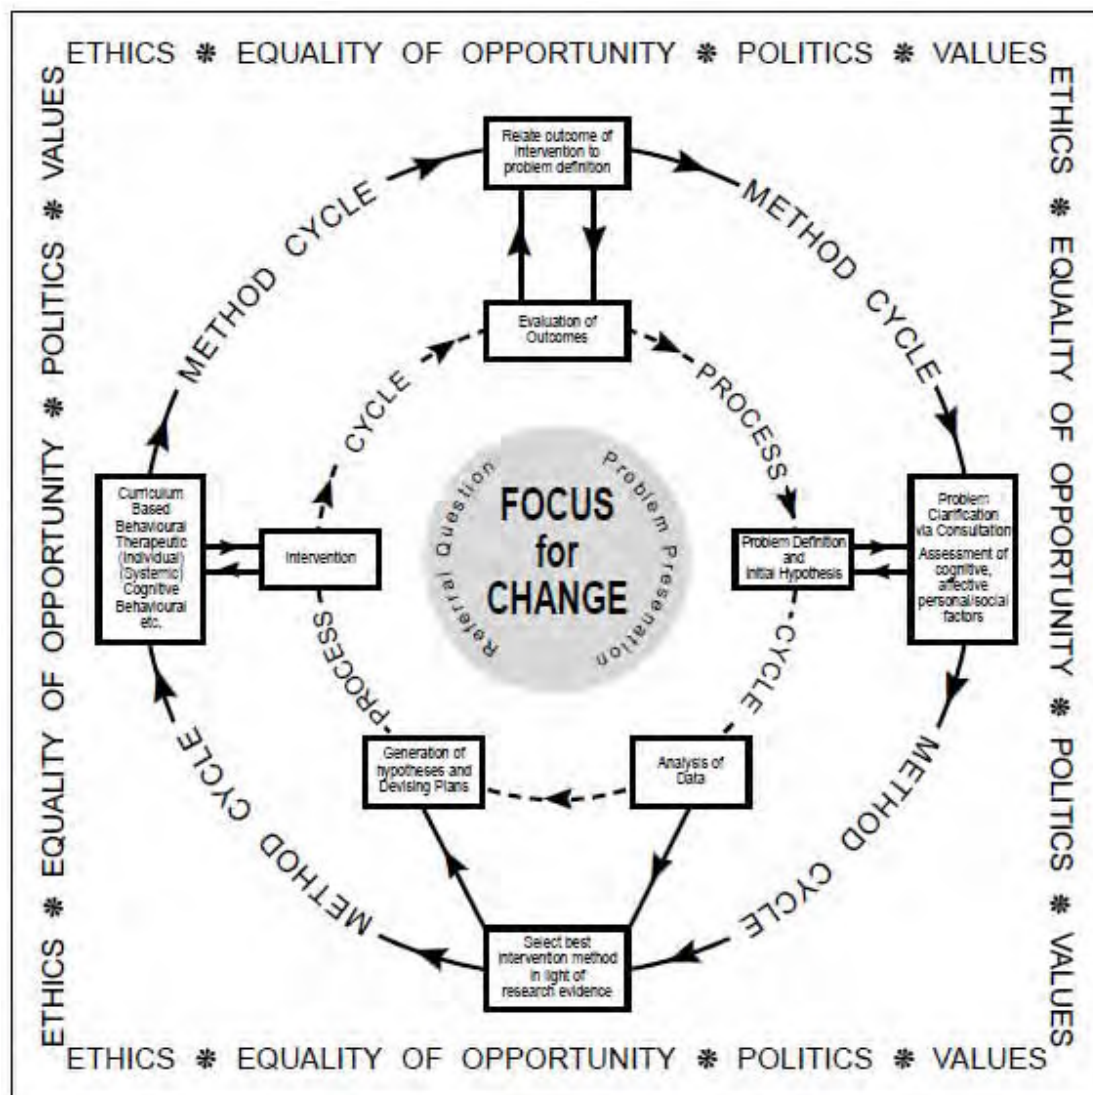 ETHICS ❋ EQUALITY OF OPPORTUNITY ❋ POLITICS ❋ VALUES
ETHICS ❋ EQUALITY OF OPPORTUNITY ❋ POLITICS ❋ VALUES
ETHICS ❋ EQUALITY OF OPPORTUNITY ❋ POLITICS ❋ VALUES
Relate outcome of
intervention to
problem definition
METHOD CYCLE
METHOD CYCLE
Evaluation of
Outcomes
CYCLE
PROCESS
Curriculum
Based
Behavioural
Therapeutic
(Individual)
(Systemic)
Cognitive
Behavioural
etc.
Intervention
Referral Question
FOCUS
for
CHANGE
Problem Presenation
Problem Definition
and
Initial Hypothesis
Problem
Clarification
via Consultation
Assessment of
cognitive,
affective
personal/social
factors
PROCESS
CYCLE
Generation of
hypotheses and
Devising Plans
Analysis of
Data
METHOD CYCLE
METHOD CYCLE
Select best
intervention method
in light of
research evidence
ETHICS ❋ EQUALITY OF OPPORTUNITY ❋ POLITICS ❋ VALUES